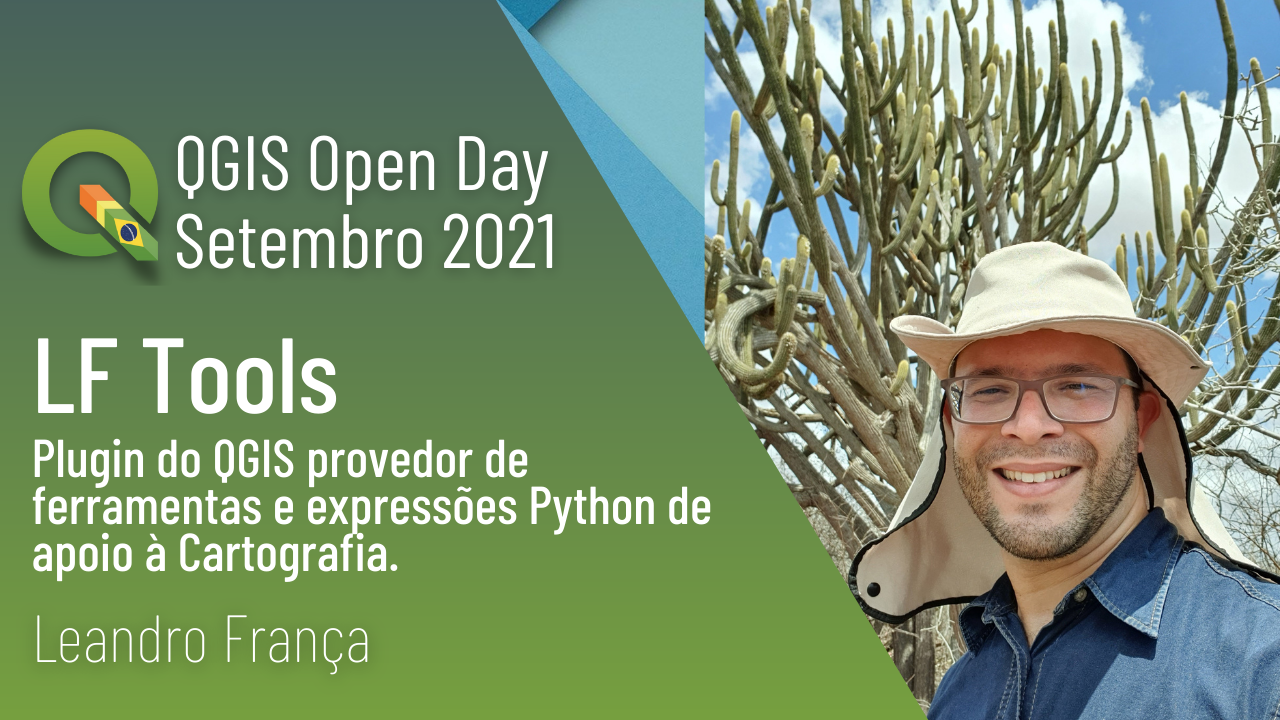 QGIS Open Day
Setembro 2021
LF Tools
Plugin do QGIS provedor de
ferramentas e expressões Python de
apoio à Cartografia.
Leandro França